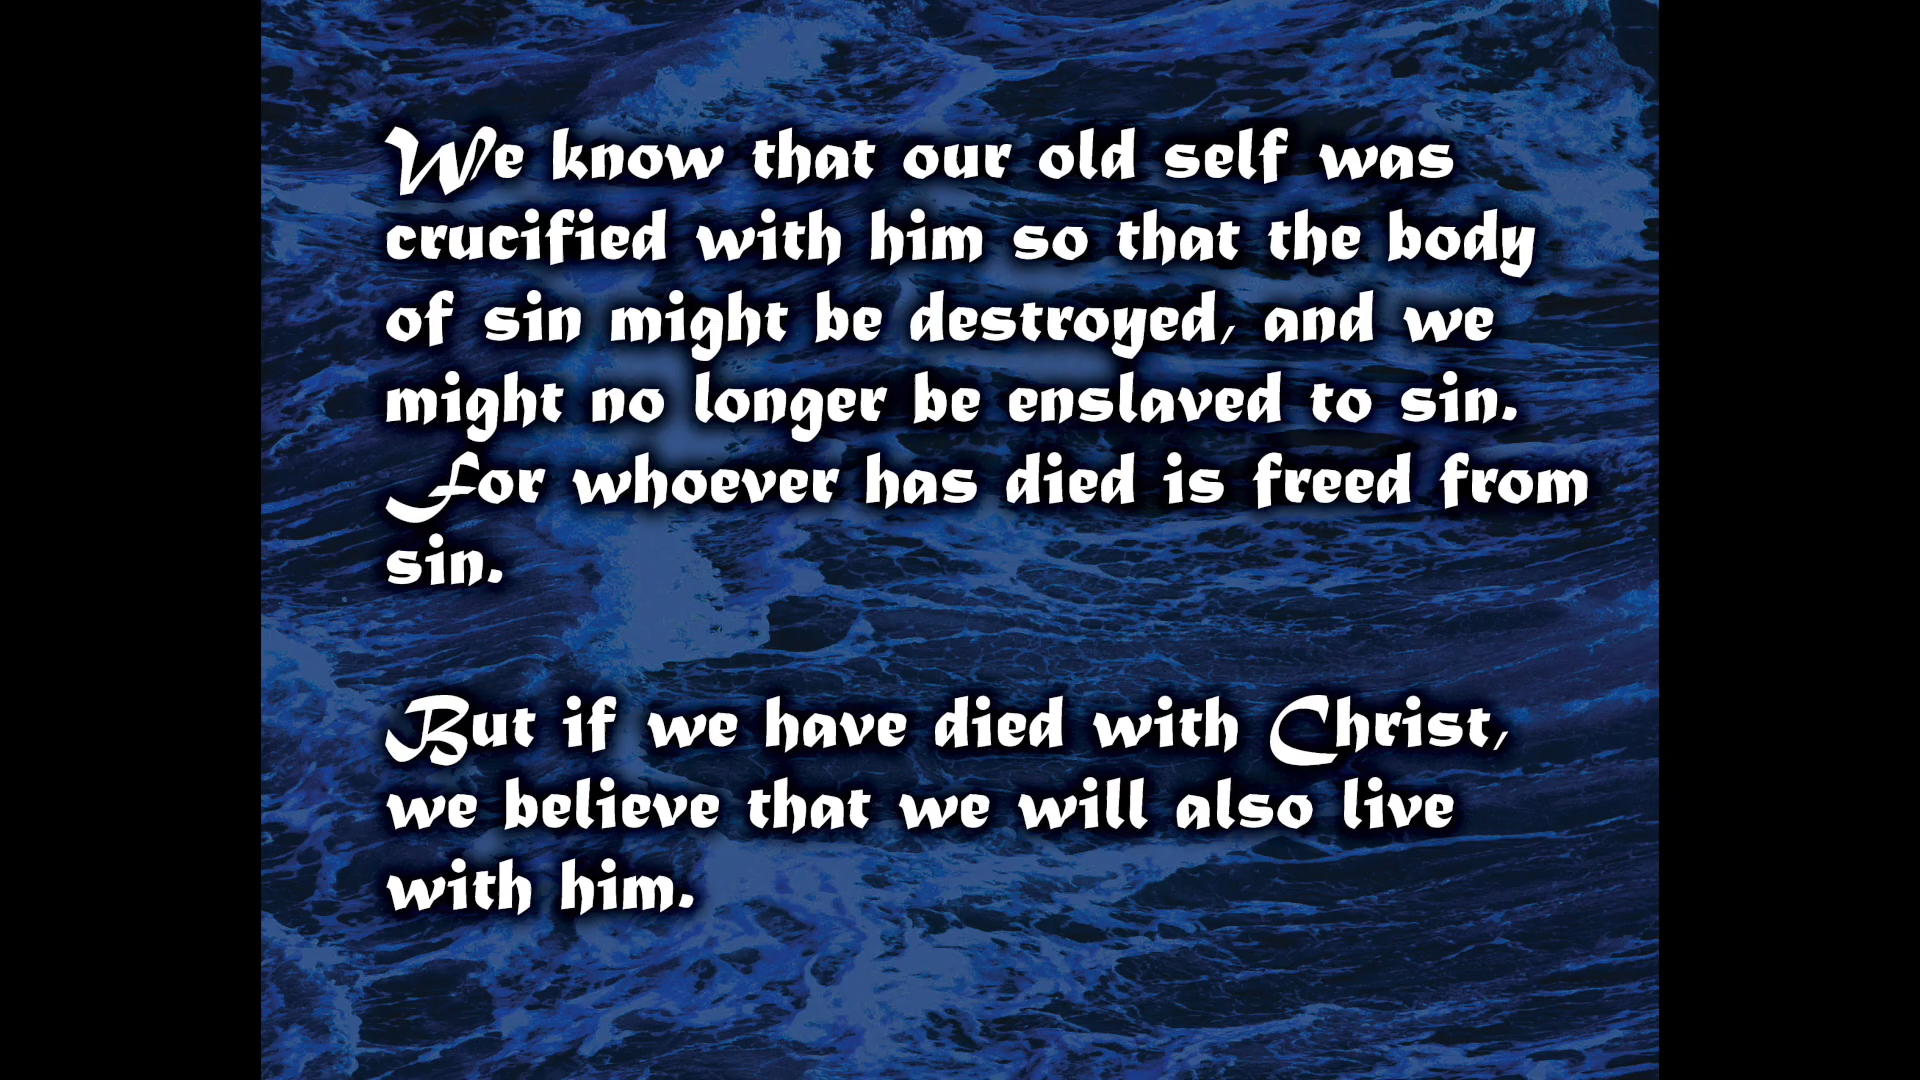 We know that our old self was
crucified with him so that the body
of sin might be destroyed, and we
might no longer be enslaved to sin.
For whoever has died is freed from
sin.
But if we have died with Christ,
we believe that we will also live
with him.